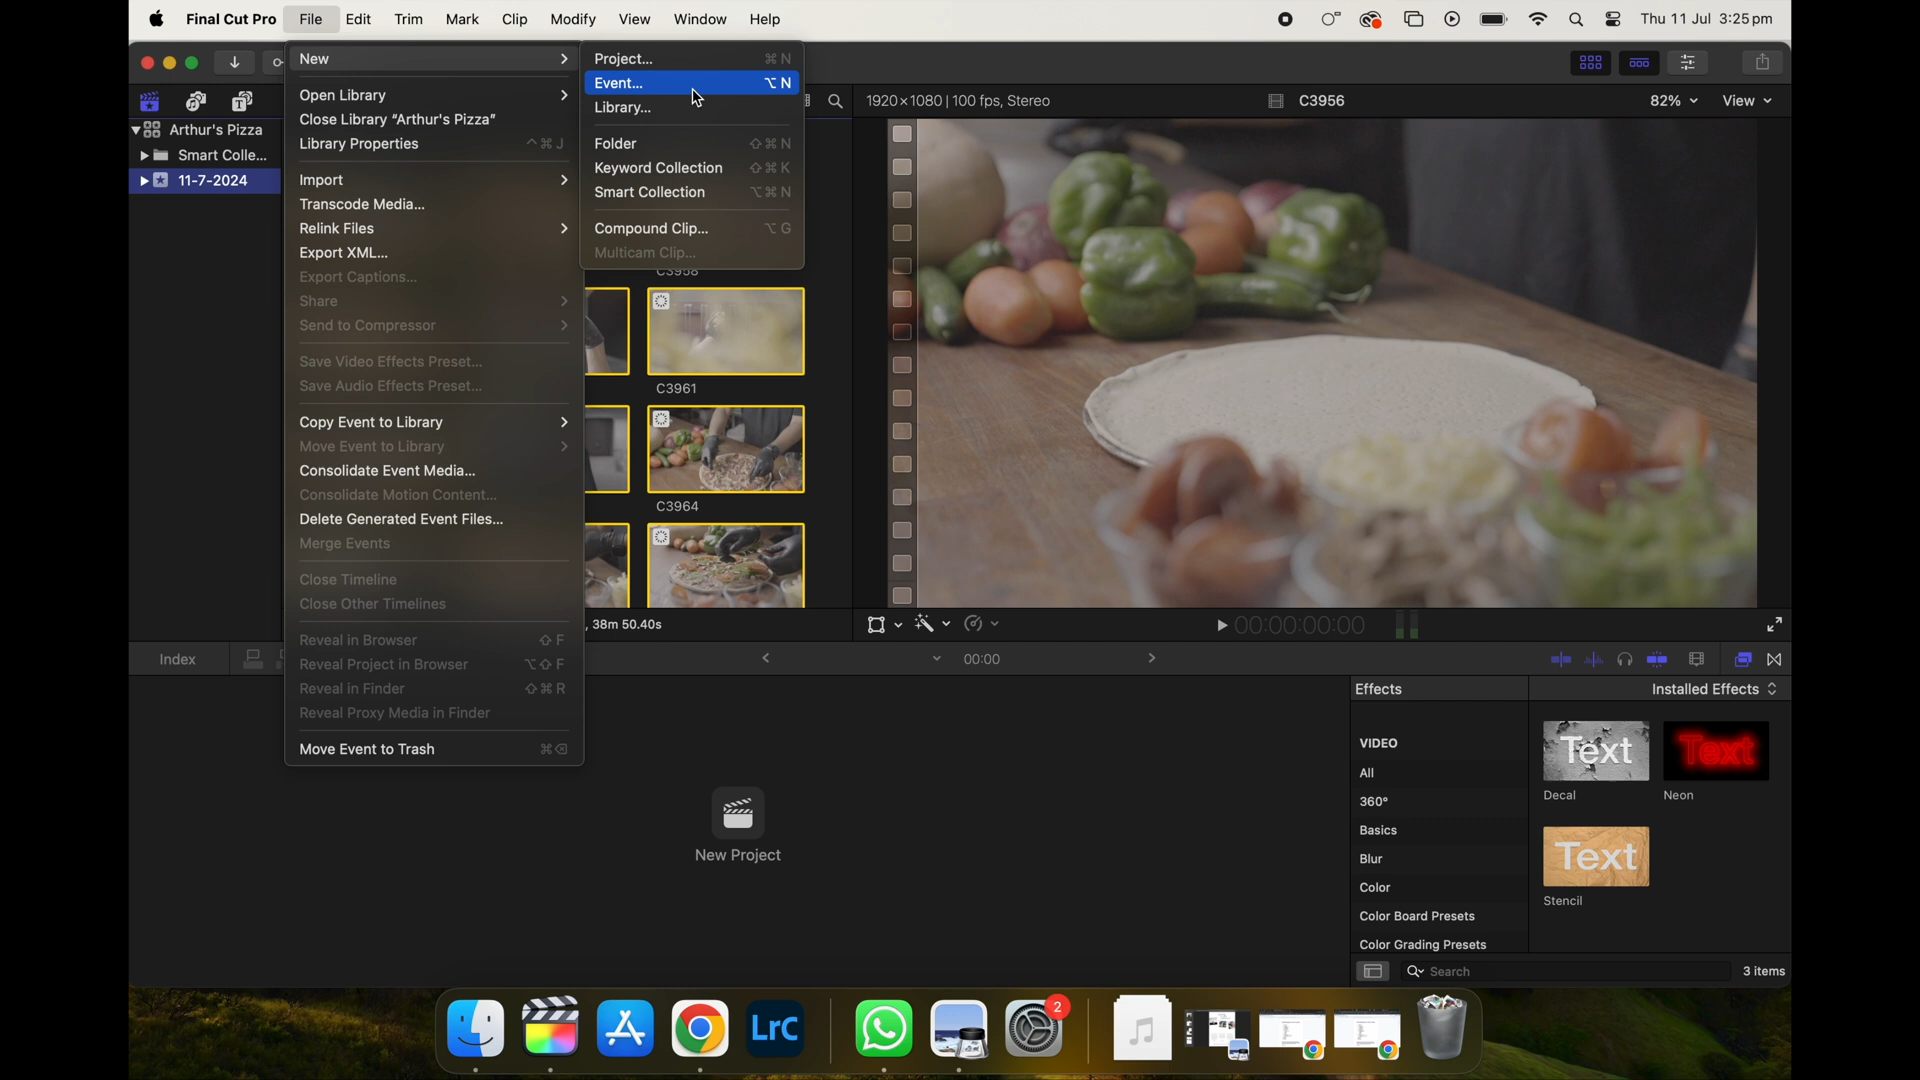 Final Cut Pro File Edit Trim Mark Clip Modify View Window Help Thu 11 Jul 3:25 pm
New
Project... ⌘ N
Event... ⌥ N
Library...
Folder ⇧ ⌘ N
Keyword Collection ⇧ ⌘ K
Smart Collection ⌥ ⌘ N
Compound Clip... ⌥ G
Multicam Clip...
Open Library
Close Library “Arthur's Pizza”
Library Properties ^ ⌘ J
Import
Transcode Media...
Relink Files
Export XML...
Export Captions...
Share
Send to Compressor
Save Video Effects Preset...
Save Audio Effects Preset...
Copy Event to Library
Move Event to Library
Consolidate Event Media...
Consolidate Motion Content...
Delete Generated Event Files...
Merge Events
Close Timeline
Close Other Timelines
Reveal in Browser ⇧ F
Reveal Project in Browser ⌥ ⇧ F
Reveal in Finder ⇧ ⌘ R
Reveal Proxy Media in Finder
Move Event to Trash ⌘ ⌫
Arthur's Pizza
Smart Colle...
11-7-2024
1920 × 1080 | 100 fps, Stereo C3956 82% View
C3958
C3961
C3964
, 38m 50.40s
00:00:00:00
Index 00:00
New Project
Effects Installed Effects
VIDEO
All
360°
Basics
Blur
Color
Color Board Presets
Color Grading Presets
Text
Decal
Text
Neon
Text
Stencil
Search 3 items
LrC
2